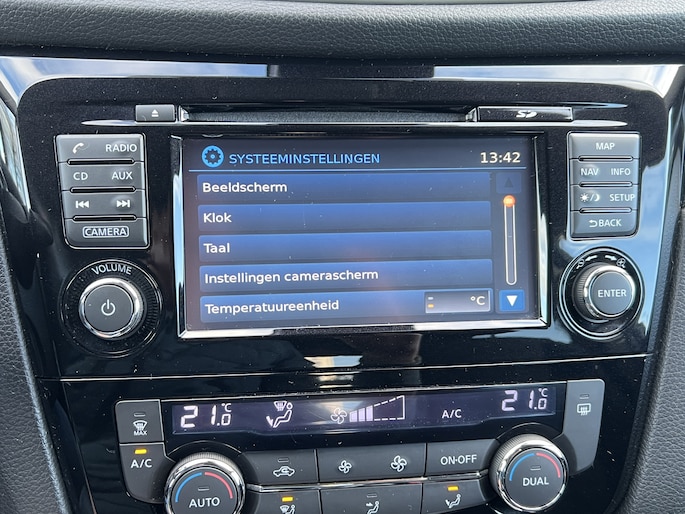 SD
RADIO
CD AUX
CAMERA
VOLUME
SYSTEEMINSTELLINGEN 13:42
Beeldscherm
Klok
Taal
Instellingen camerascherm
Temperatuureenheid °C
MAP
NAV INFO
SETUP
BACK
ENTER
21.0°C A/C 21.0°C
MAX
A/C
AUTO
ON·OFF
DUAL